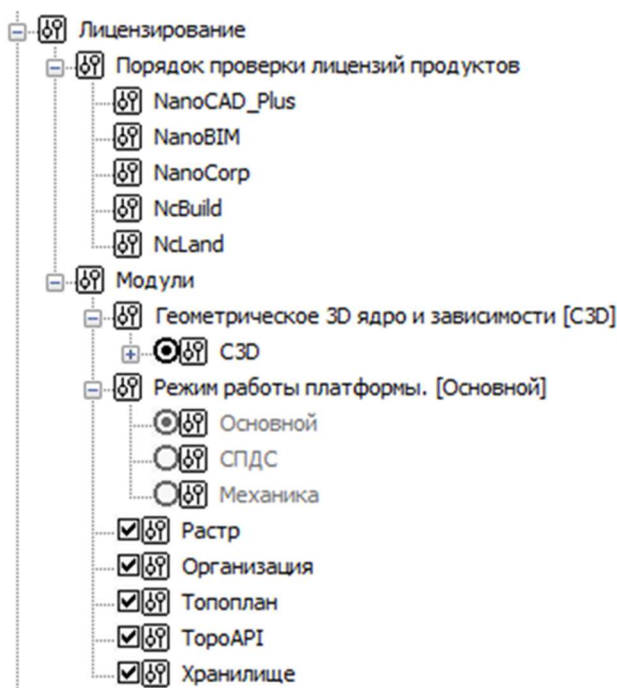 Лицензирование
Порядок проверки лицензий продуктов
NanoCAD_Plus
NanoBIM
NanoCorp
NcBuild
NcLand
Модули
Геометрическое 3D ядро и зависимости [C3D]
C3D
Режим работы платформы. [Основной]
Основной
СПДС
Механика
Растр
Организация
Топоплан
TopoAPI
Хранилище